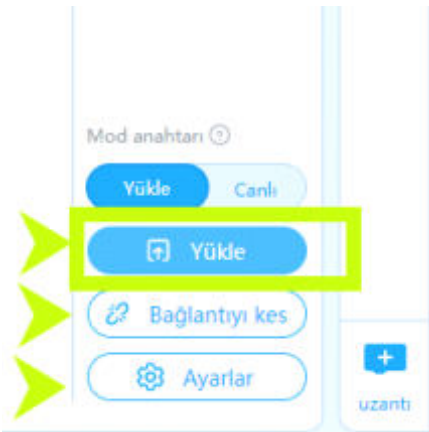 Mod anahtarı
Yükle Canlı
Yükle
Bağlantıyı kes
Ayarlar
uzantı